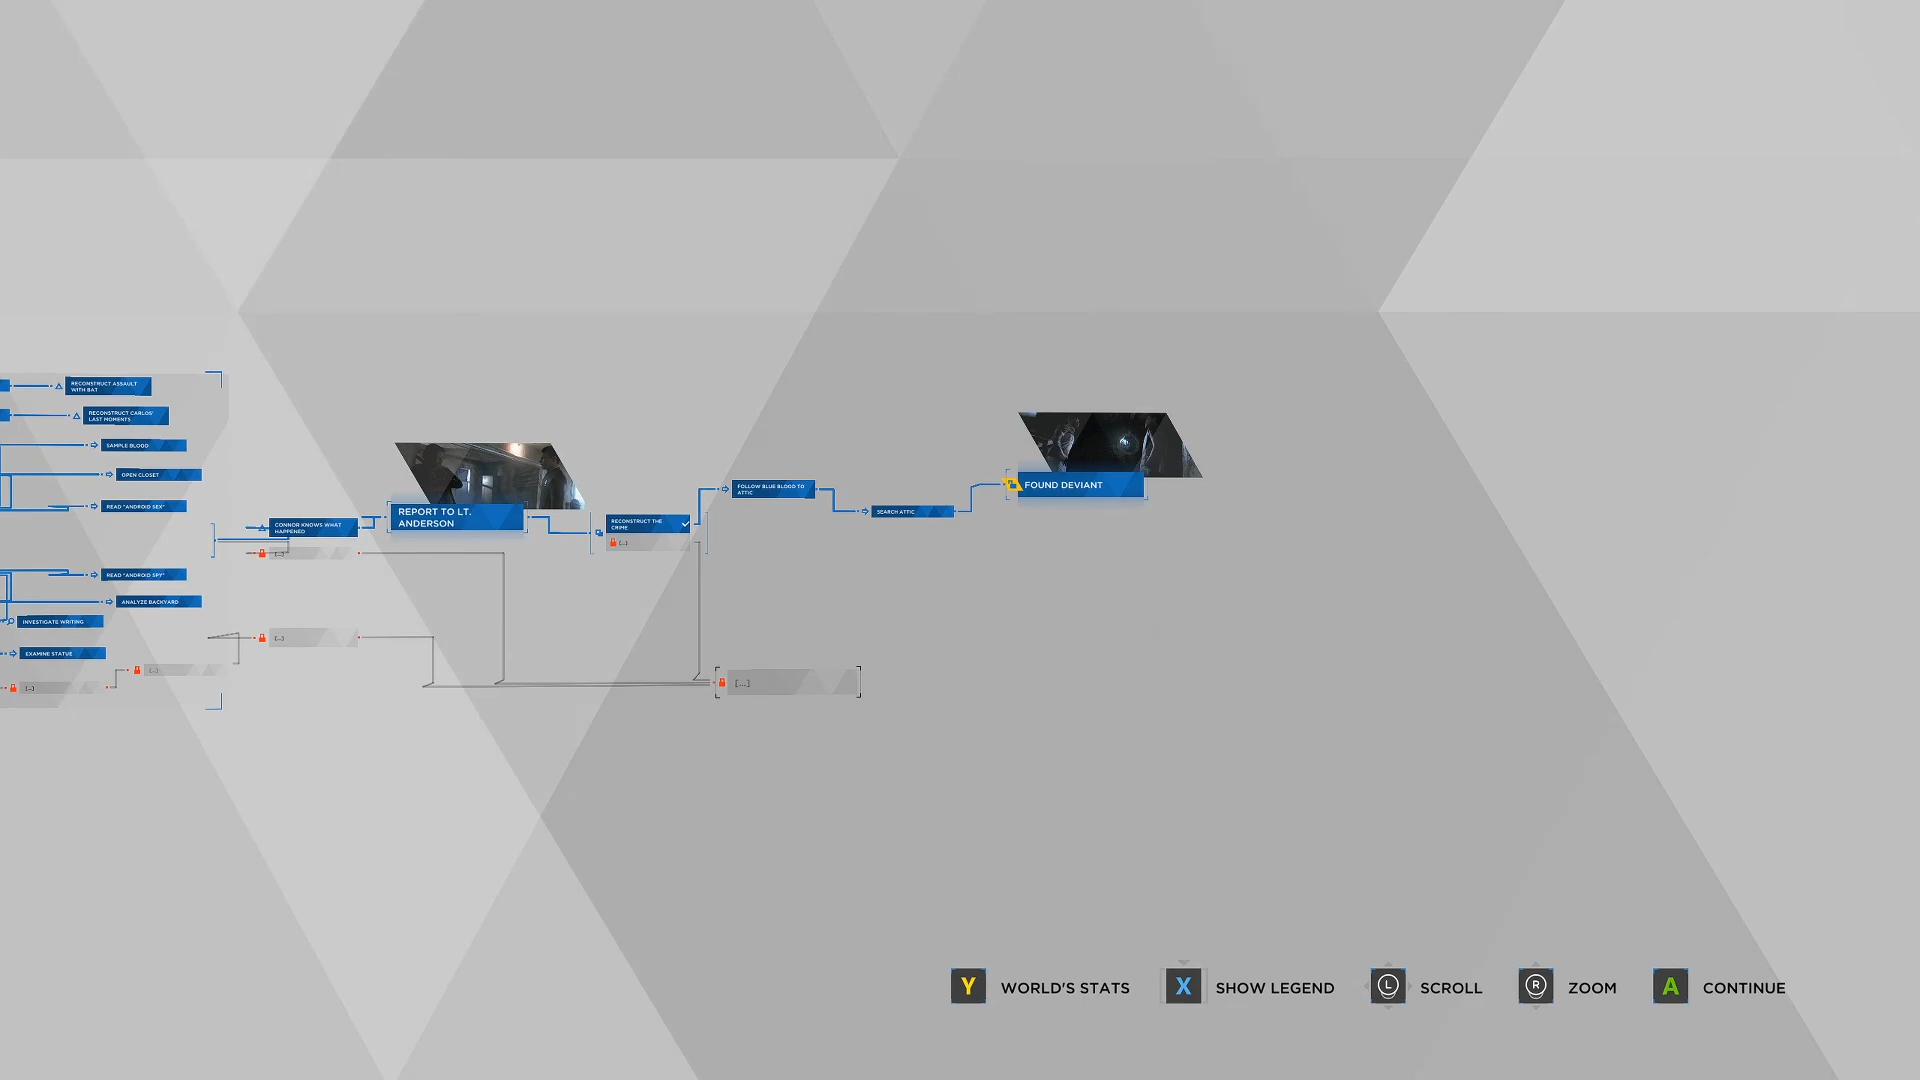 RECONSTRUCT ASSAULT
WITH BAT
RECONSTRUCT CARLOS'
LAST MOMENTS
SAMPLE BLOOD
OPEN CLOSET
READ "ANDROID SEX"
CONNOR KNOWS WHAT
HAPPENED
[...]
REPORT TO LT.
ANDERSON
RECONSTRUCT THE
CRIME
[...]
FOLLOW BLUE BLOOD TO
ATTIC
SEARCH ATTIC
FOUND DEVIANT
READ "ANDROID SPY"
ANALYZE BACKYARD
INVESTIGATE WRITING
[...]
EXAMINE STATUE
[...]
[...]
[...]
Y WORLD'S STATS
X SHOW LEGEND
L SCROLL
R ZOOM
A CONTINUE